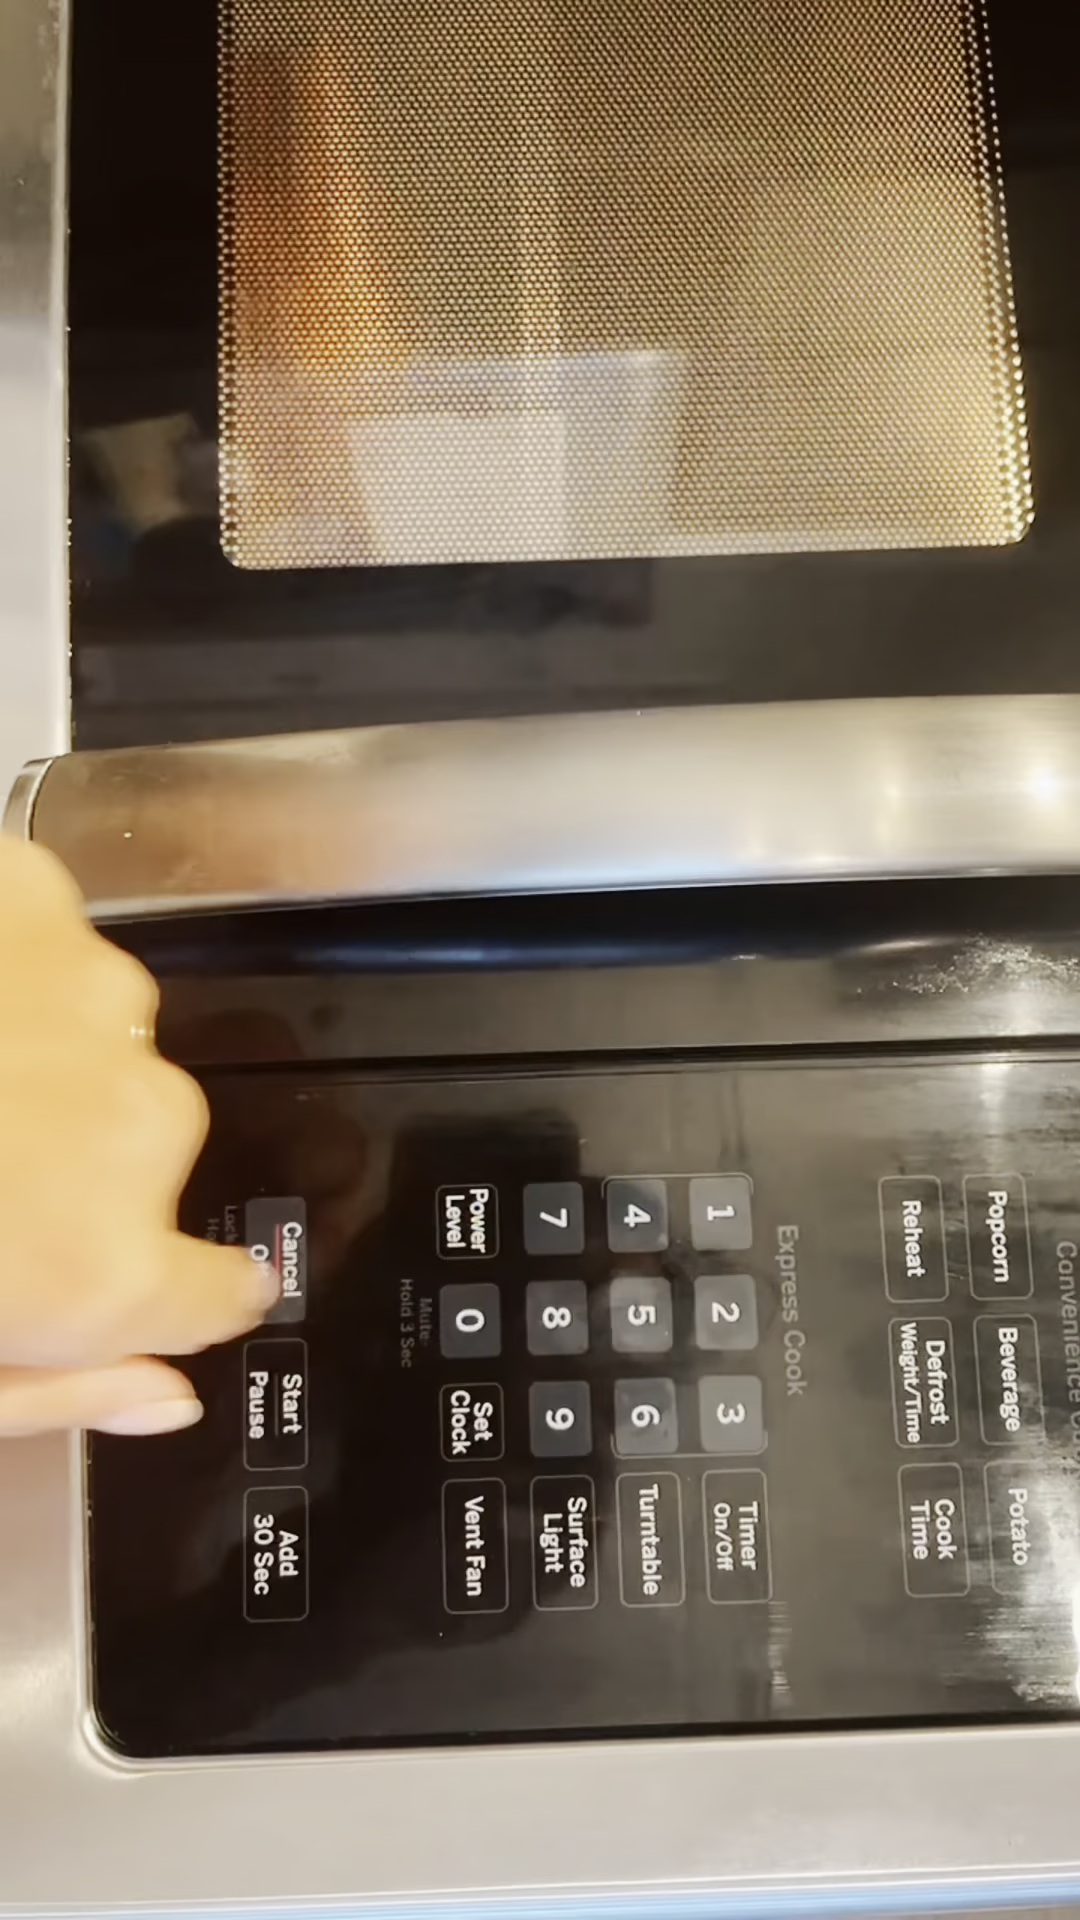 Convenience
Popcorn
Beverage
Potato
Reheat
Defrost
Weight/Time
Cook
Time
Express Cook
1
2
3
Timer
On/Off
4
5
6
Turntable
7
8
9
Surface
Light
Power
Level
0
Set
Clock
Vent Fan
Mute:
Hold 3 Sec
Cancel
Start
Pause
Add
30 Sec